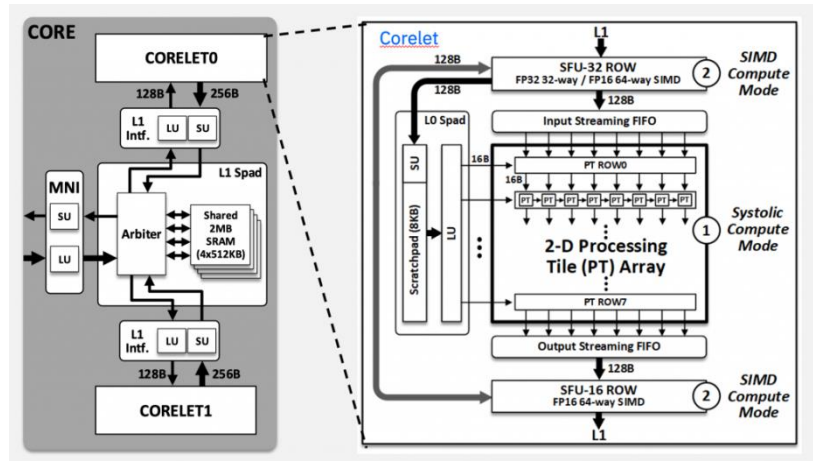 CORE
CORELET0
128B
256B
L1
Intf.
LU
SU
MNI
SU
LU
L1 Spad
Arbiter
Shared
2MB
SRAM
(4x512KB)
L1
Intf.
LU
SU
128B
256B
CORELET1
Corelet
L1
128B
SFU-32 ROW
FP32 32-way / FP16 64-way SIMD
2
SIMD
Compute
Mode
128B
128B
L0 Spad
Input Streaming FIFO
SU
Scratchpad (8KB)
LU
16B
PT ROW0
16B
PT PT PT PT PT PT PT PT
2-D Processing
Tile (PT) Array
1
Systolic
Compute
Mode
PT ROW7
Output Streaming FIFO
128B
SFU-16 ROW
FP16 64-way SIMD
2
SIMD
Compute
Mode
L1